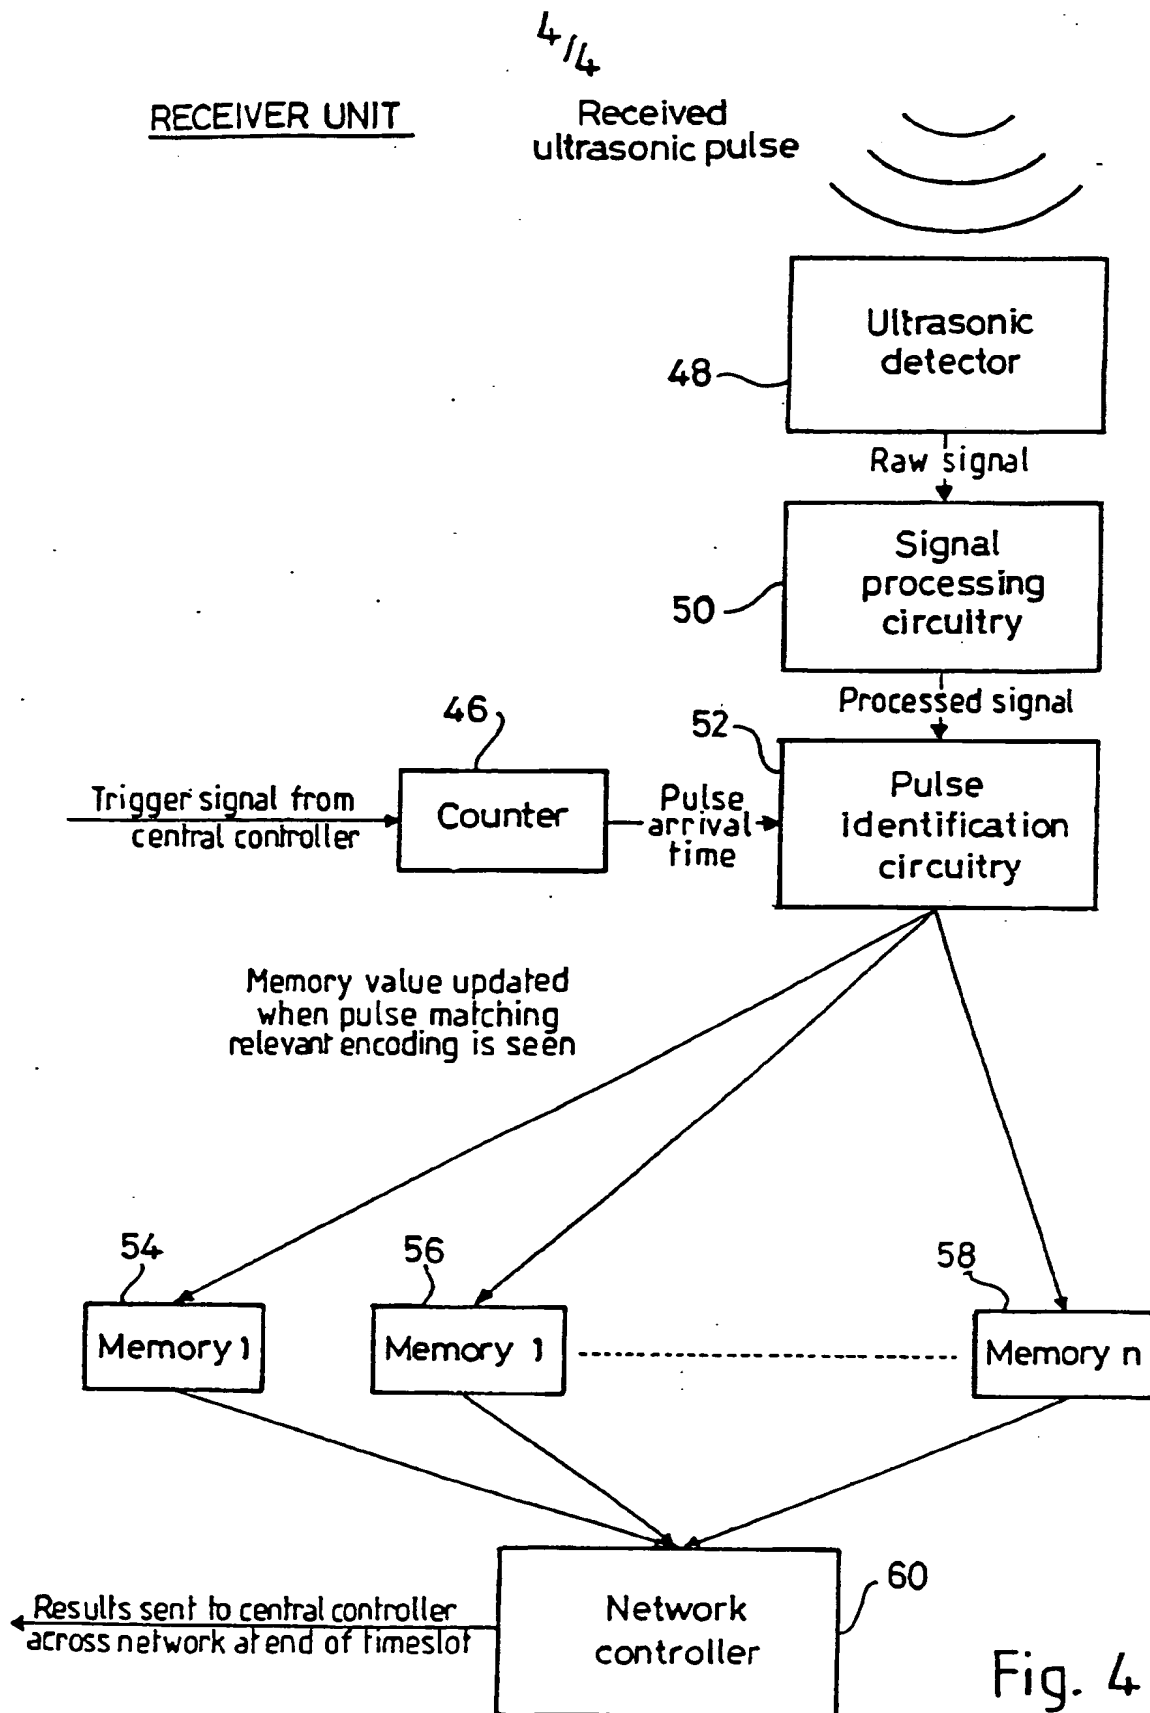 4/4
RECEIVER UNIT
Received
ultrasonic pulse
Ultrasonic
detector
48
Raw signal
Signal
processing
circuitry
50
Processed signal
46
52
Trigger signal from
central controller
Counter
Pulse
arrival
time
Pulse
identification
circuitry
Memory value updated
when pulse matching
relevant encoding is seen
54
56
58
Memory 1
Memory 1
Memory n
60
Results sent to central controller
across network at end of timeslot
Network
controller
Fig. 4